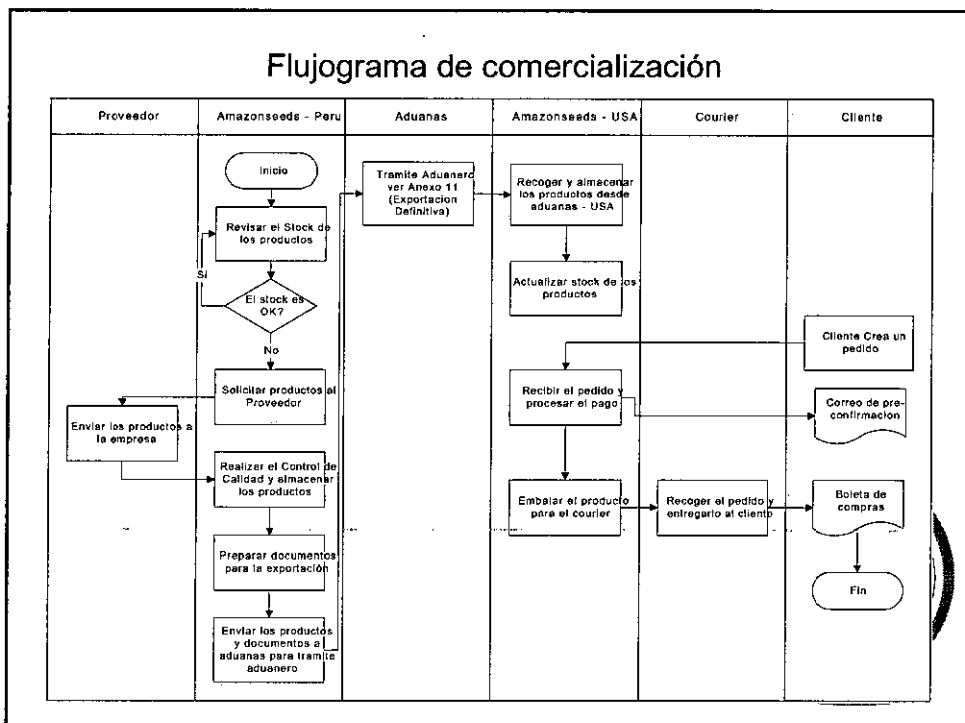 Flujograma de comercialización
Proveedor
Amazonseeds - Peru
Aduanas
Amazonseeds - USA
Courier
Cliente
Inicio
Revisar el Stock de
los productos
Si
El stock es
OK?
No
Solicitar productos al
Proveedor
Enviar los productos a
la empresa
Realizar el Control de
Calidad y almacenar
los productos
Preparar documentos
para la exportación
Enviar los productos
y documentos a
aduanas para tramite
aduanero
Tramite Aduanero
ver Anexo 11
(Exportacion
Definitiva)
Recoger y almacenar
los productos desde
aduanas - USA
Actualizar stock de los
productos
Cliente Crea un
pedido
Recibir el pedido y
procesar el pago
Correo de pre-
confirmacion
Embalar el producto
para el courier
Recoger el pedido y
entregarlo al cliente
Boleta de
compras
Fin